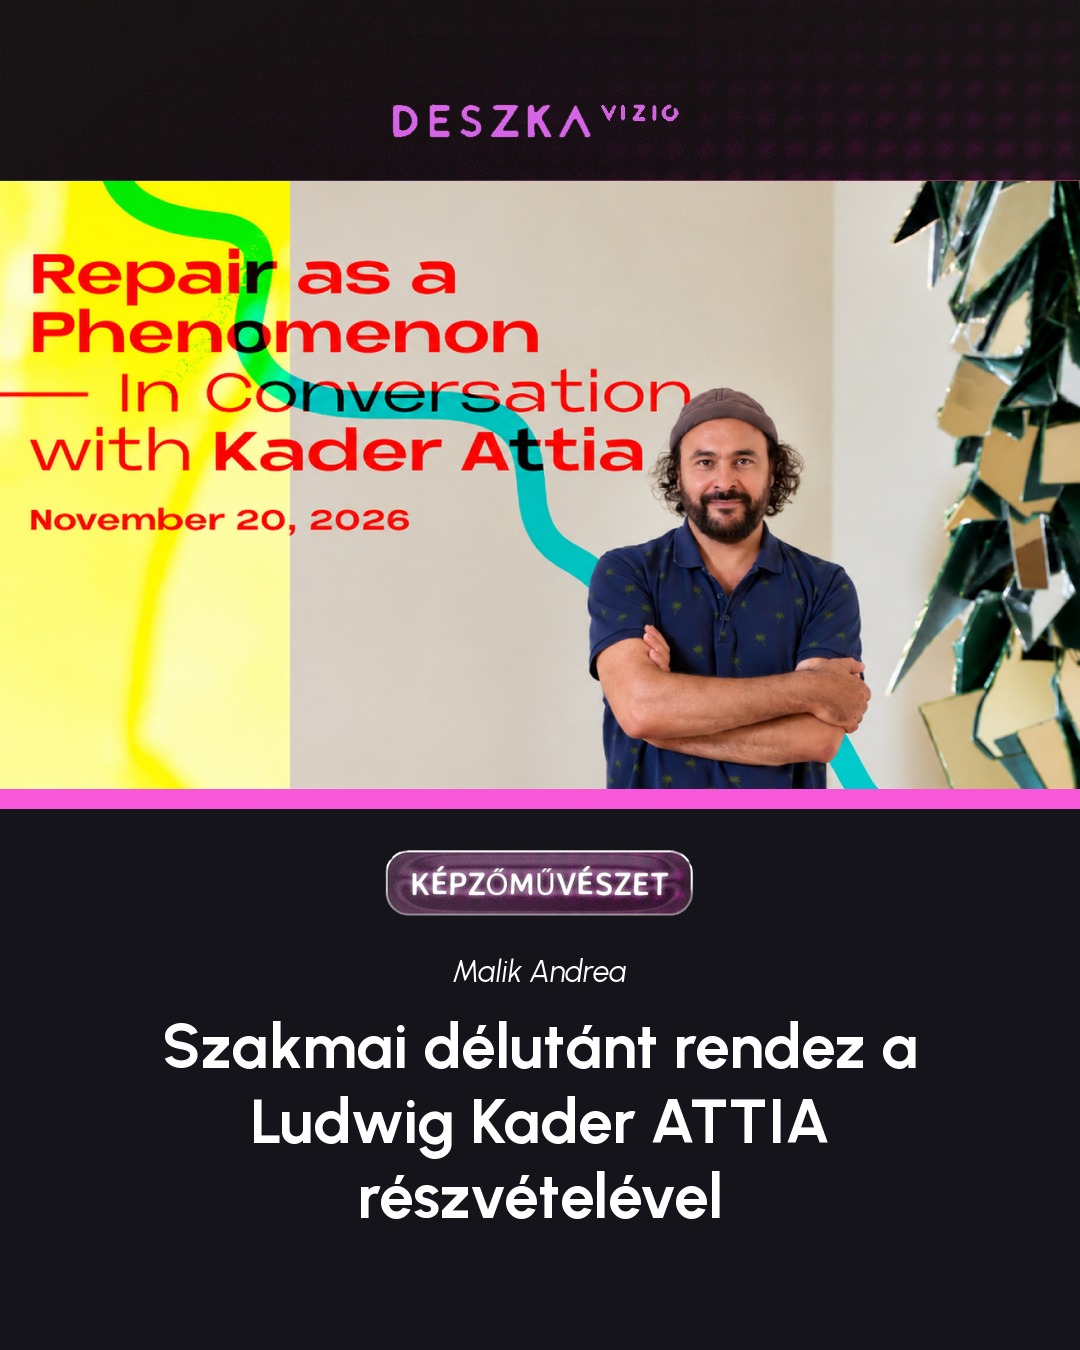 DESZKA VIZIO
Repair as a
Phenomenon
— In Conversation
with Kader Attia
November 20, 2026
KÉPZŐMŰVÉSZET
Malik Andrea
Szakmai délutánt rendez a
Ludwig Kader ATTIA
részvételével